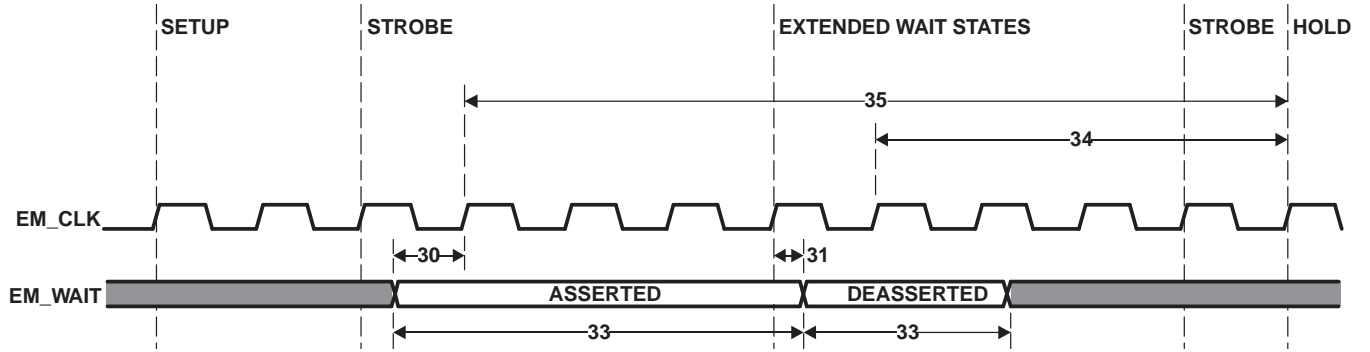 SETUP STROBE EXTENDED WAIT STATES STROBE HOLD
35
34
EM_CLK
30 31
EM_WAIT ASSERTED DEASSERTED
33 33